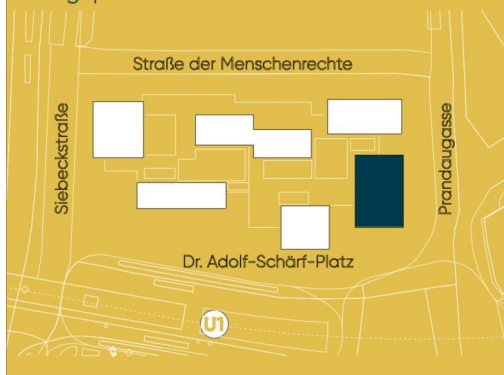 Straße der Menschenrechte
Siebeckstraße
Prandaugasse
Dr. Adolf-Schärf-Platz
U1